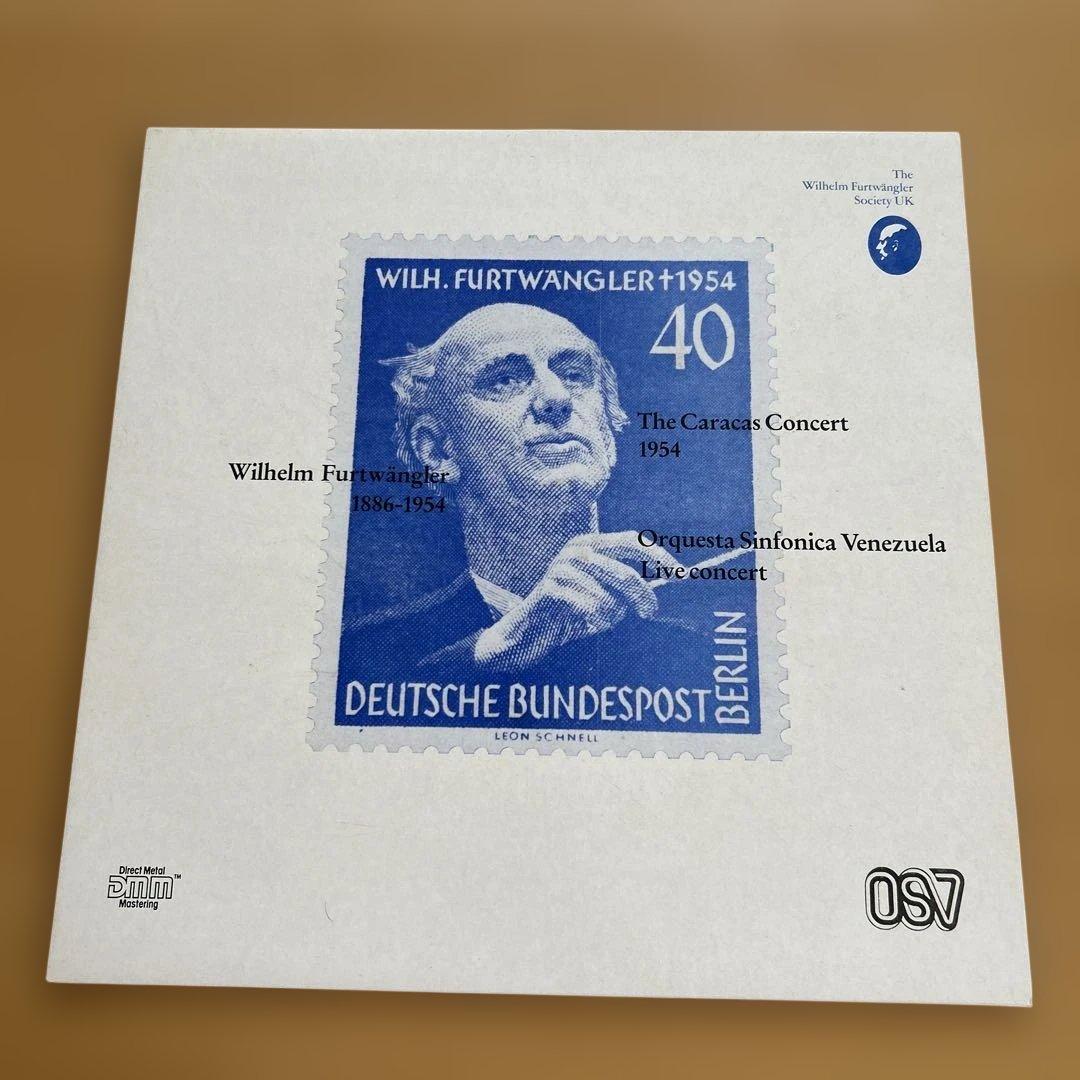 The
Wilhelm Furtwängler
Society UK
WILH. FURTWÄNGLER † 1954
40
The Caracas Concert
1954
Wilhelm Furtwängler
1886-1954
Orquesta Sinfonica Venezuela
Live concert
BERLIN
DEUTSCHE BUNDESPOST
LEON SCHNELL
Direct Metal
DMM™
Mastering
OSV